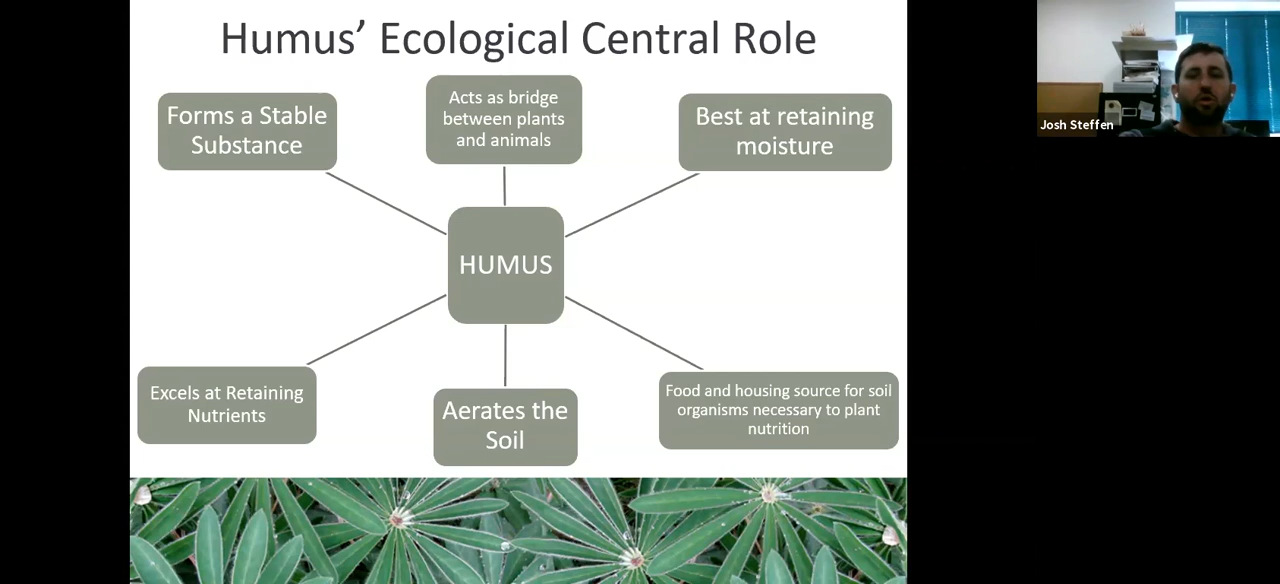 Humus’ Ecological Central Role
Forms a Stable
Substance
Acts as bridge
between plants
and animals
Best at retaining
moisture
HUMUS
Excels at Retaining
Nutrients
Aerates the
Soil
Food and housing source for soil
organisms necessary to plant
nutrition
Josh Steffen